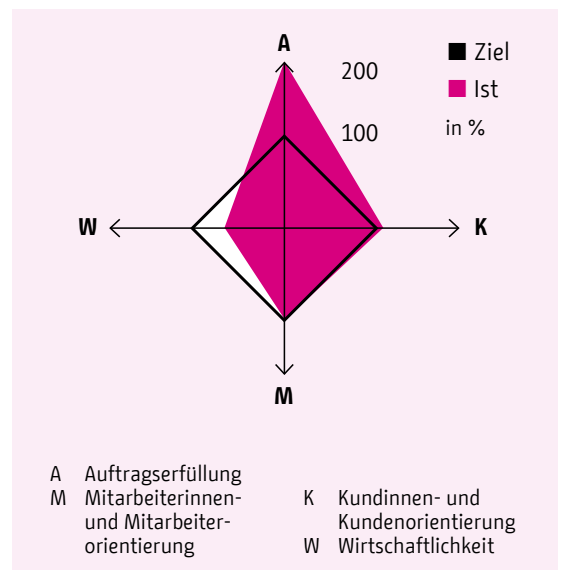 A
200
100
Ziel
Ist
in %
W
K
M
A Auftragserfüllung
M Mitarbeiterinnen-
und Mitarbeiter-
orientierung
K Kundinnen- und
Kundenorientierung
W Wirtschaftlichkeit